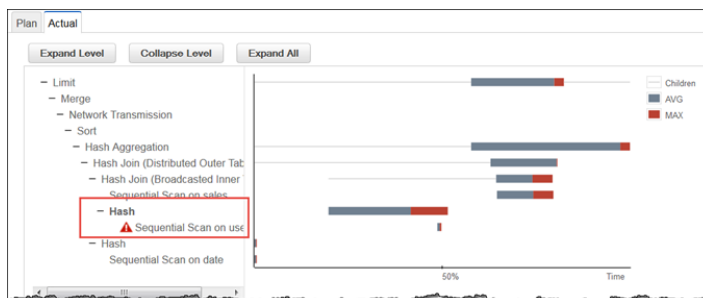 Plan Actual
Expand Level Collapse Level Expand All
− Limit
− Merge
− Network Transmission
− Sort
− Hash Aggregation
− Hash Join (Distributed Outer Tab
− Hash Join (Broadcasted Inner
Sequential Scan on sales
− Hash
Sequential Scan on use
− Hash
Sequential Scan on date
Children
AVG
MAX
50% Time